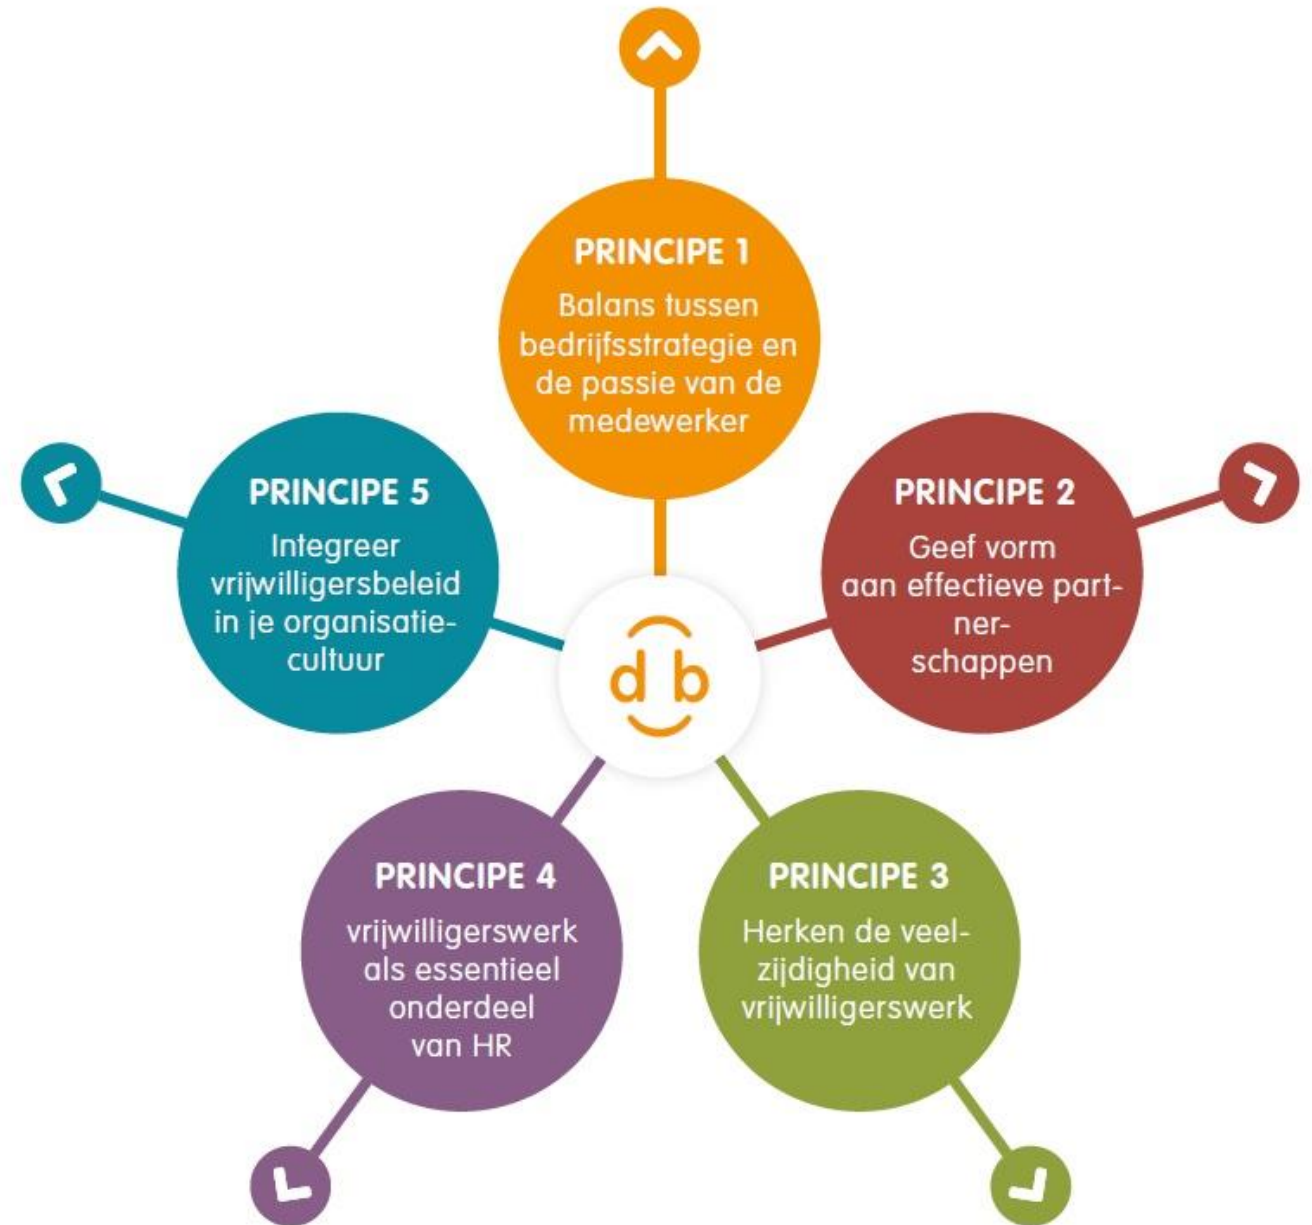 PRINCIPE 1
Balans tussen
bedrijfsstrategie en
de passie van de
medewerker
PRINCIPE 2
Geef vorm
aan effectieve part-
ner-
schappen
PRINCIPE 3
Herken de veel-
zijdigheid van
vrijwilligerswerk
PRINCIPE 4
vrijwilligerswerk
als essentieel
onderdeel
van HR
PRINCIPE 5
Integreer
vrijwilligersbeleid
in je organisatie-
cultuur
d b